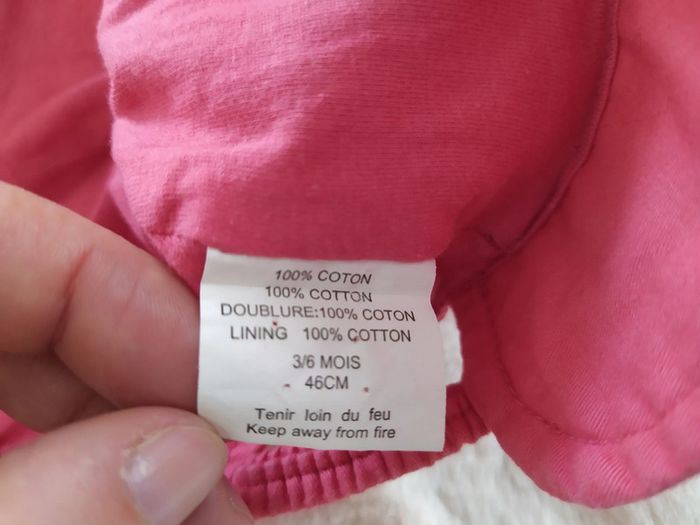 100% COTON
100% COTTON
DOUBLURE:100% COTON
LINING 100% COTTON
3/6 MOIS
46CM
Tenir loin du feu
Keep away from fire